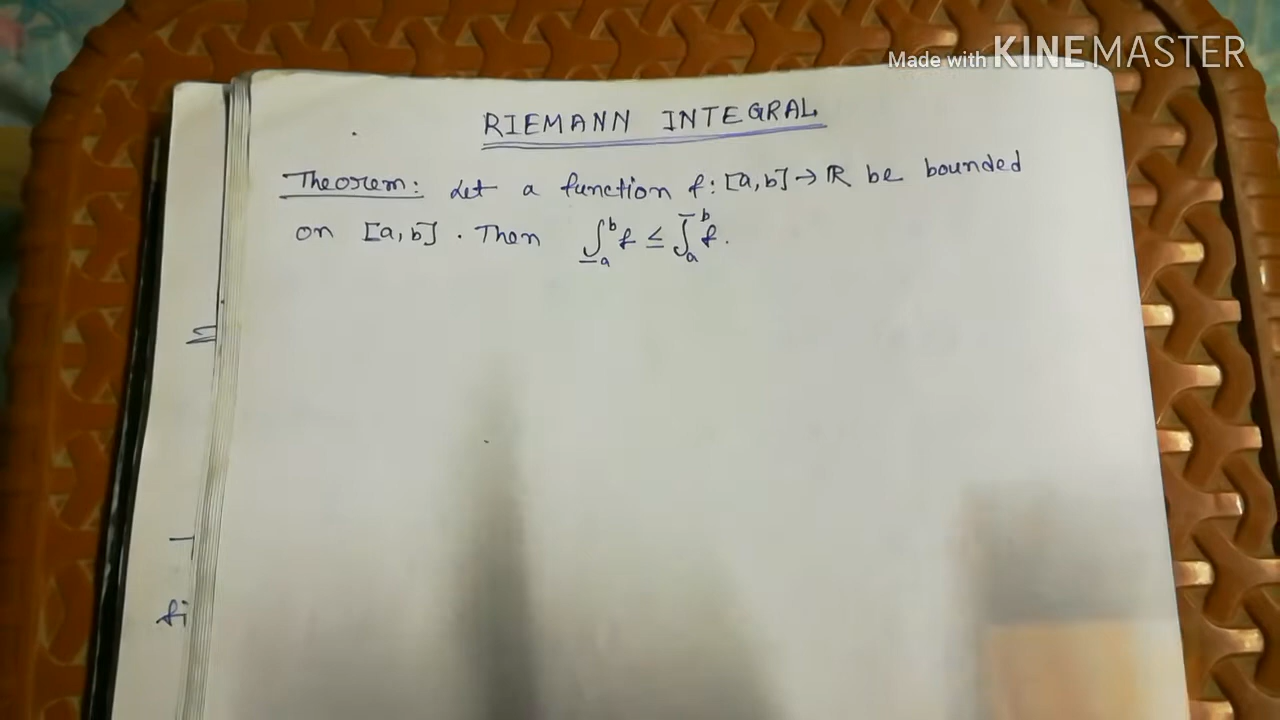 Made with KINEMASTER
RIEMANN INTEGRAL
Theorem: Let a function f: [a,b] → ℝ be bounded
on [a,b]. Then ∫̲ₐᵇ f ≤ ∫̄ₐᵇ f.